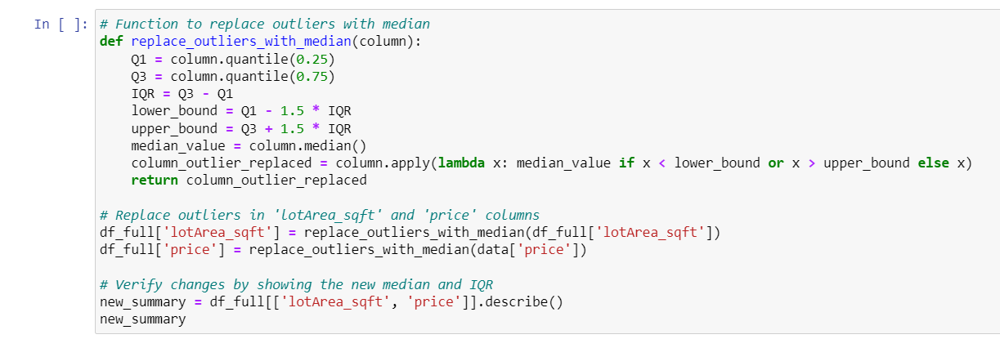 In [ ]: # Function to replace outliers with median
def replace_outliers_with_median(column):
    Q1 = column.quantile(0.25)
    Q3 = column.quantile(0.75)
    IQR = Q3 - Q1
    lower_bound = Q1 - 1.5 * IQR
    upper_bound = Q3 + 1.5 * IQR
    median_value = column.median()
    column_outlier_replaced = column.apply(lambda x: median_value if x < lower_bound or x > upper_bound else x)
    return column_outlier_replaced

# Replace outliers in 'lotArea_sqft' and 'price' columns
df_full['lotArea_sqft'] = replace_outliers_with_median(df_full['lotArea_sqft'])
df_full['price'] = replace_outliers_with_median(data['price'])

# Verify changes by showing the new median and IQR
new_summary = df_full[['lotArea_sqft', 'price']].describe()
new_summary